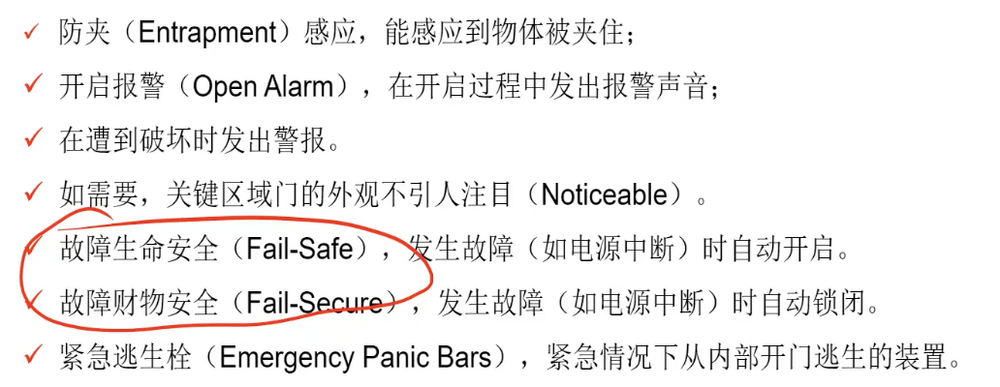 防夹（Entrapment）感应，能感应到物体被夹住；
开启报警（Open Alarm），在开启过程中发出报警声音；
在遭到破坏时发出警报。
如需要，关键区域门的外观不引人注目（Noticeable）。
故障生命安全（Fail-Safe），发生故障（如电源中断）时自动开启。
故障财物安全（Fail-Secure），发生故障（如电源中断）时自动锁闭。
紧急逃生栓（Emergency Panic Bars），紧急情况下从内部开门逃生的装置。